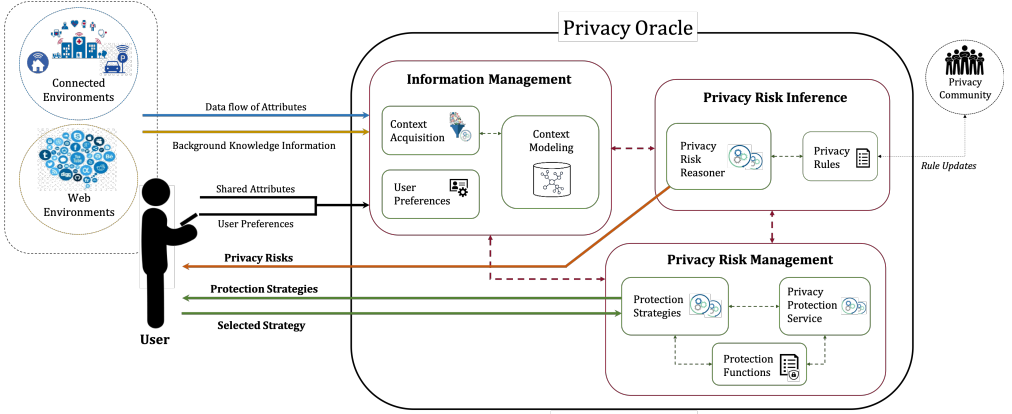 Privacy Oracle
Connected
Environments
Web
Environments
User
Data flow of Attributes
Background Knowledge Information
Shared Attributes
User Preferences
Privacy Risks
Protection Strategies
Selected Strategy
Information Management
Context
Acquisition
User
Preferences
Context
Modeling
Privacy Risk Inference
Privacy
Risk
Reasoner
Privacy
Rules
Privacy
Community
Rule Updates
Privacy Risk Management
Protection
Strategies
Privacy
Protection
Service
Protection
Functions